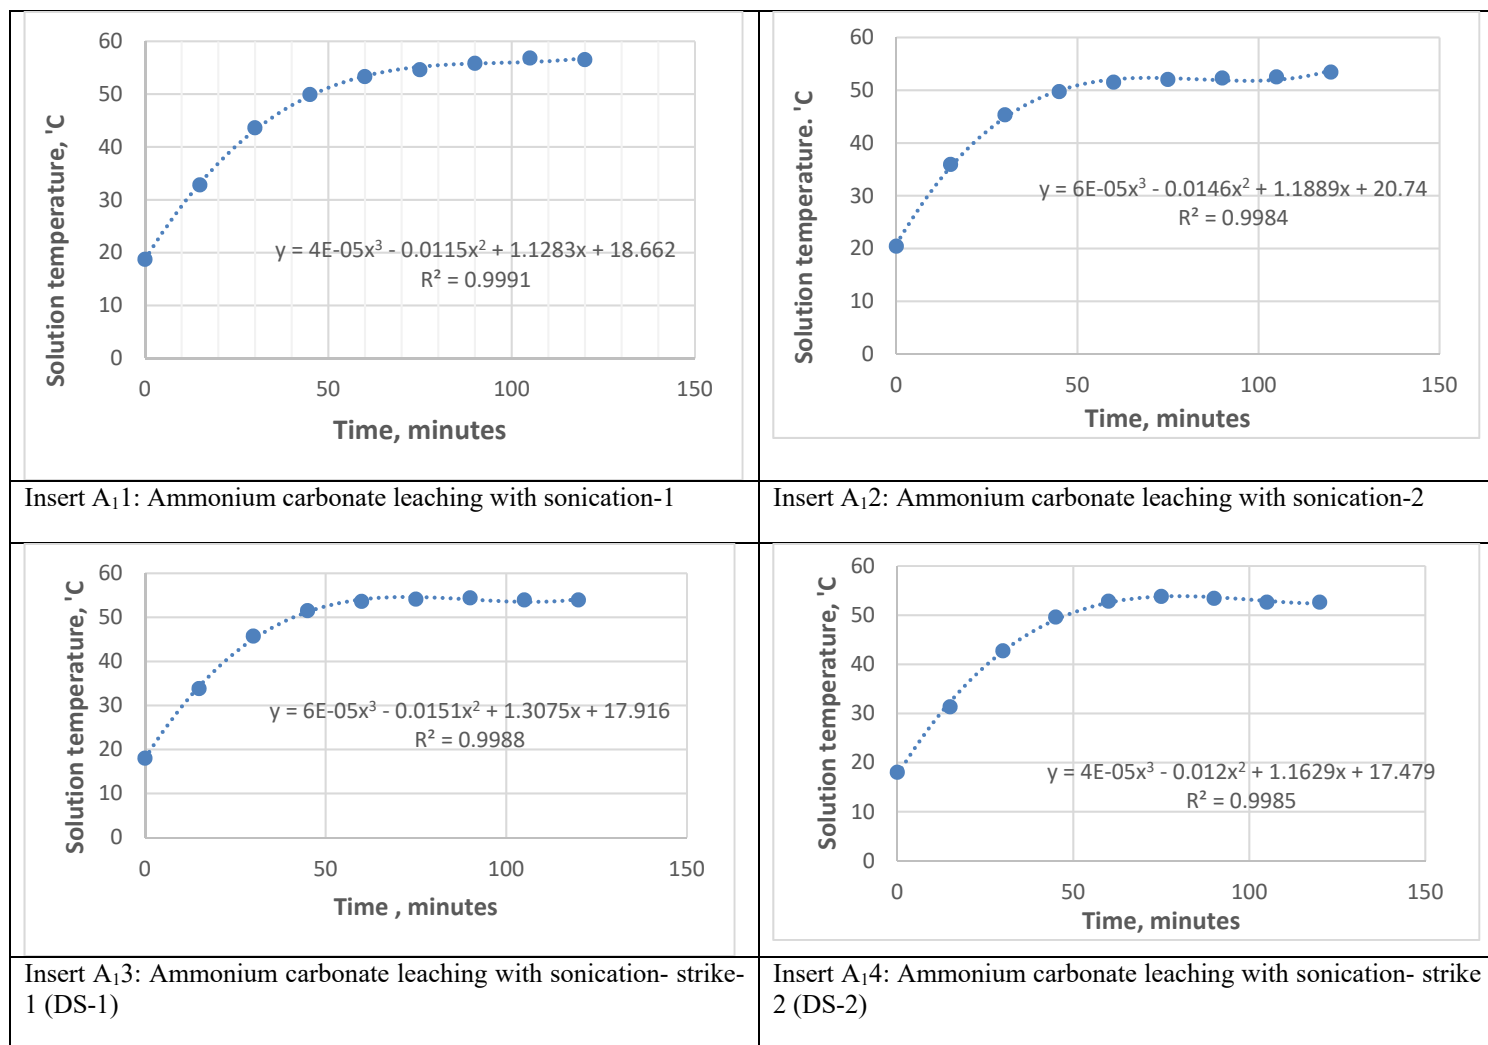 60
50
40
30
20
10
0
Solution temperature, 'C
y = 4E-05x³ - 0.0115x² + 1.1283x + 18.662
R² = 0.9991
0 50 100 150
Time, minutes
Insert A₁1: Ammonium carbonate leaching with sonication-1
60
50
40
30
20
10
0
Solution temperature. 'C
y = 6E-05x³ - 0.0146x² + 1.1889x + 20.74
R² = 0.9984
0 50 100 150
Time, minutes
Insert A₁2: Ammonium carbonate leaching with sonication-2
60
50
40
30
20
10
0
Solution temperature, 'C
y = 6E-05x³ - 0.0151x² + 1.3075x + 17.916
R² = 0.9988
0 50 100 150
Time , minutes
Insert A₁3: Ammonium carbonate leaching with sonication- strike-
1 (DS-1)
60
50
40
30
20
10
0
Solution temperature, 'C
y = 4E-05x³ - 0.012x² + 1.1629x + 17.479
R² = 0.9985
0 50 100 150
Time, minutes
Insert A₁4: Ammonium carbonate leaching with sonication- strike
2 (DS-2)